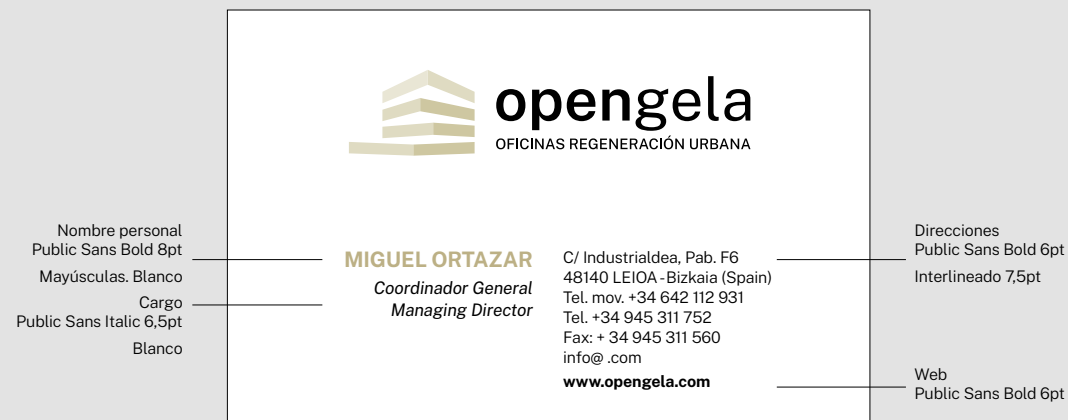 opengela
OFICINAS REGENERACIÓN URBANA
Nombre personal
Public Sans Bold 8pt
Mayúsculas. Blanco
Cargo
Public Sans Italic 6,5pt
Blanco
MIGUEL ORTAZAR
Coordinador General
Managing Director
C/ Industrialdea, Pab. F6
48140 LEIOA - Bizkaia (Spain)
Tel. mov. +34 642 112 931
Tel. +34 945 311 752
Fax: + 34 945 311 560
info@ .com
www.opengela.com
Direcciones
Public Sans Bold 6pt
Interlineado 7,5pt
Web
Public Sans Bold 6pt